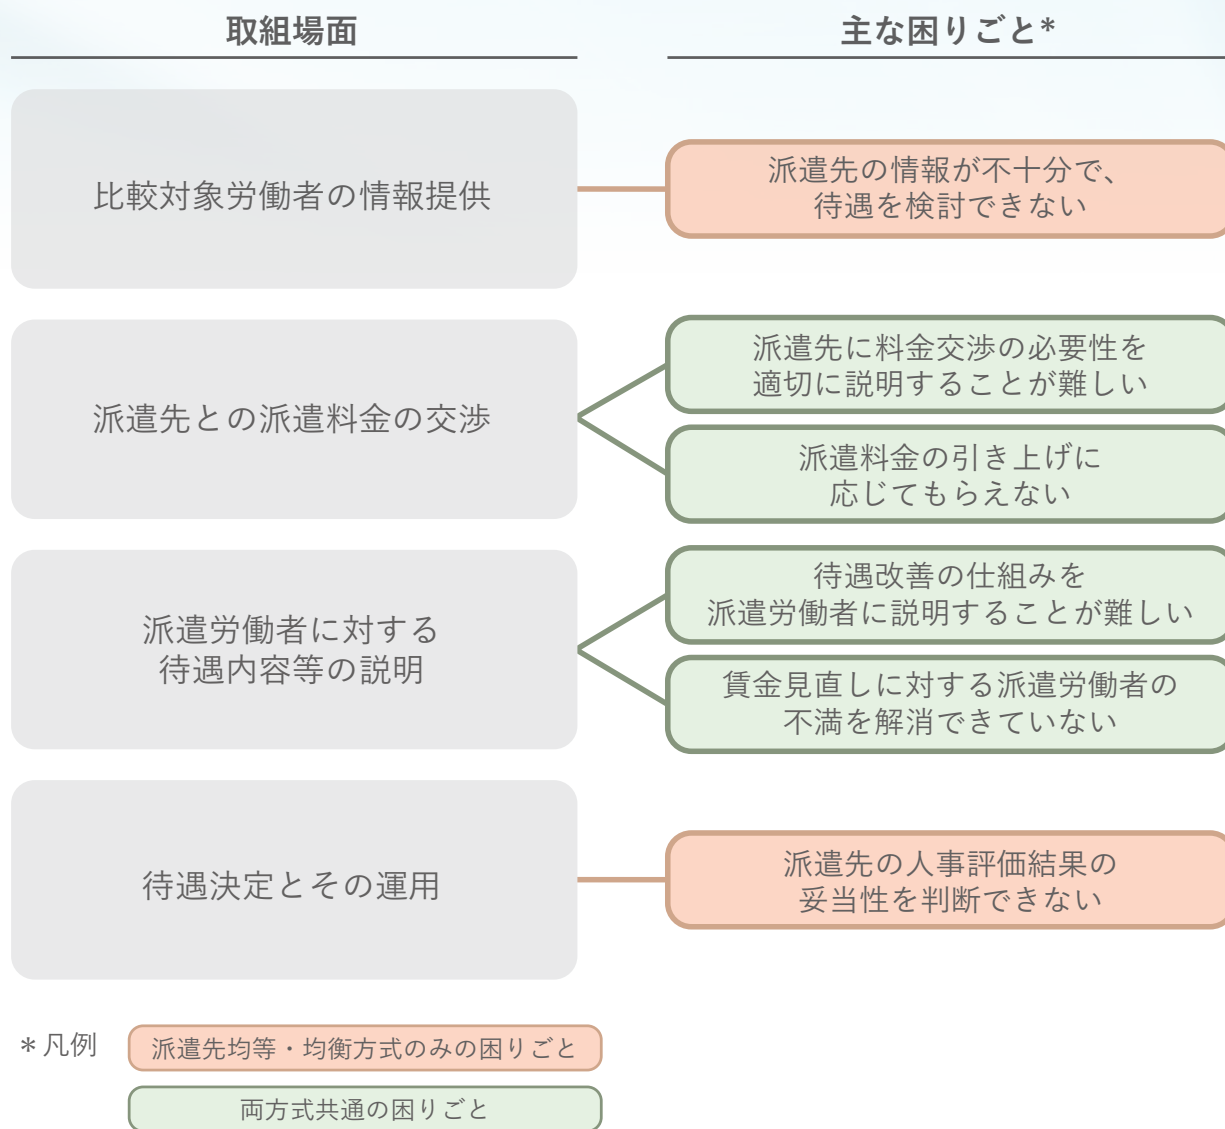 取組場面
主な困りごと*
比較対象労働者の情報提供
派遣先の情報が不十分で、
待遇を検討できない
派遣先との派遣料金の交渉
派遣先に料金交渉の必要性を
適切に説明することが難しい
派遣料金の引き上げに
応じてもらえない
派遣労働者に対する
待遇内容等の説明
待遇改善の仕組みを
派遣労働者に説明することが難しい
賃金見直しに対する派遣労働者の
不満を解消できていない
待遇決定とその運用
派遣先の人事評価結果の
妥当性を判断できない
*凡例
派遣先均等・均衡方式のみの困りごと
両方式共通の困りごと